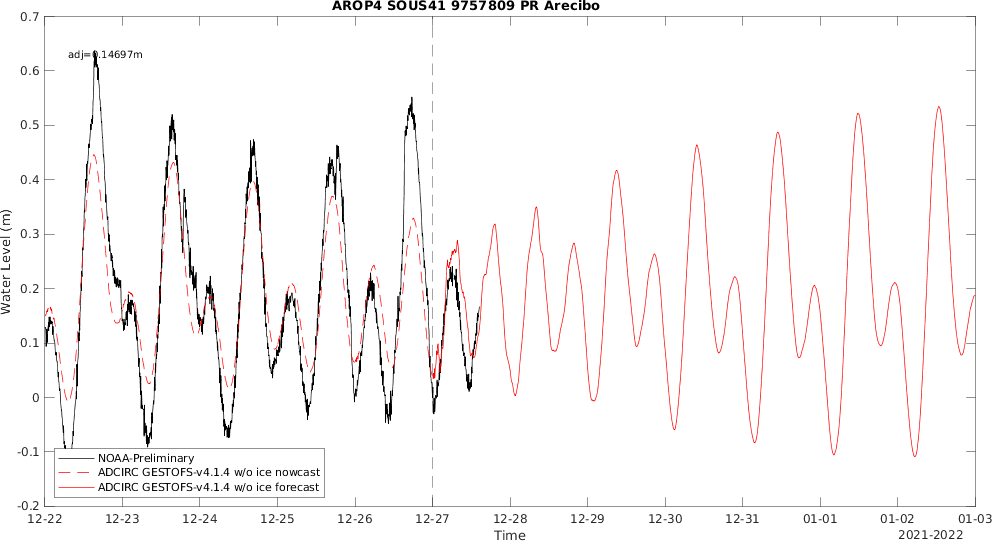 AROP4 SOUS41 9757809 PR Arecibo
0.7
adj=0.14697m
0.6
0.5
0.4
0.3
0.2
0.1
0
-0.1
-0.2
Water Level (m)
NOAA-Preliminary
ADCIRC GESTOFS-v4.1.4 w/o ice nowcast
ADCIRC GESTOFS-v4.1.4 w/o ice forecast
12-22 12-23 12-24 12-25 12-26 12-27 12-28 12-29 12-30 12-31 01-01 01-02 01-03
Time
2021-2022